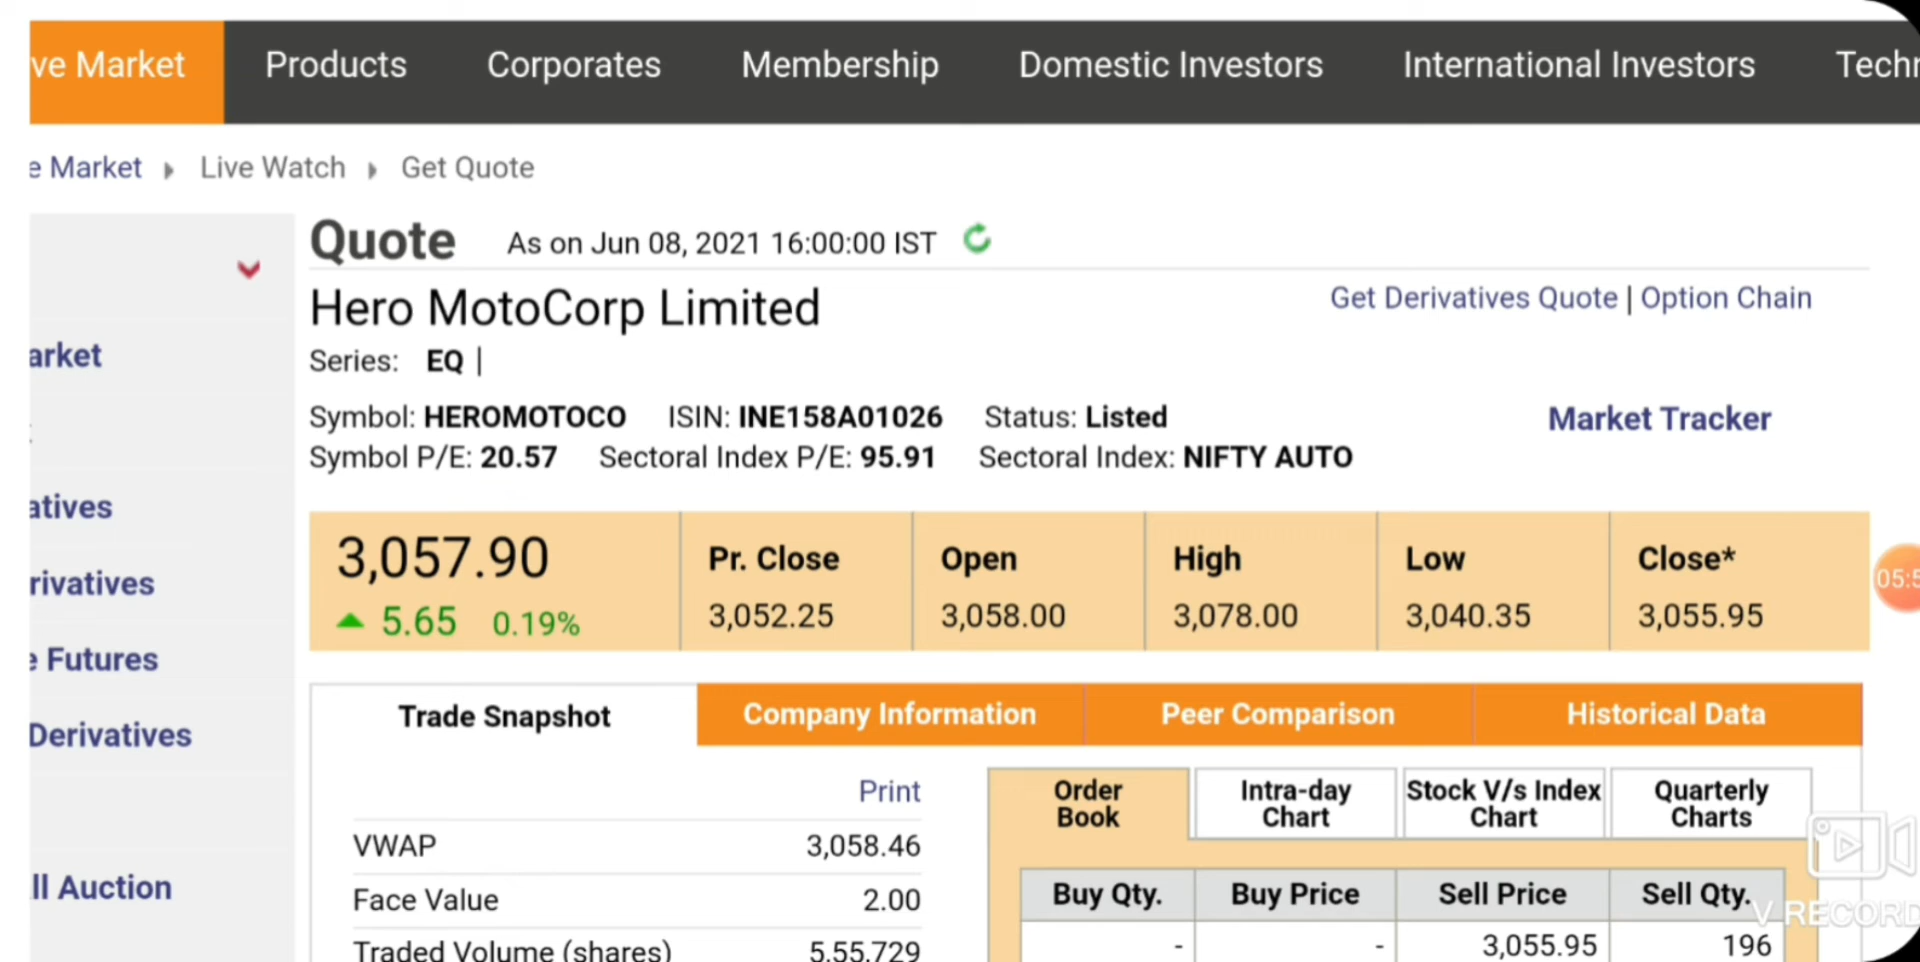 ve Market Products Corporates Membership Domestic Investors International Investors Techn
e Market Live Watch Get Quote
Quote As on Jun 08, 2021 16:00:00 IST
Hero MotoCorp Limited
Get Derivatives Quote | Option Chain
Series: EQ |
arket
Symbol: HEROMOTOCO ISIN: INE158A01026 Status: Listed
Market Tracker
Symbol P/E: 20.57 Sectoral Index P/E: 95.91 Sectoral Index: NIFTY AUTO
atives
rivatives
e Futures
Derivatives
ll Auction
3,057.90 Pr. Close Open High Low Close*
5.65 0.19% 3,052.25 3,058.00 3,078.00 3,040.35 3,055.95
05:5
Trade Snapshot Company Information Peer Comparison Historical Data
Print
VWAP 3,058.46
Face Value 2.00
Traded Volume (shares) 5,55,729
Order Book Intra-day Chart Stock V/s Index Chart Quarterly Charts
Buy Qty. Buy Price Sell Price Sell Qty.
- - 3,055.95 196
V RECORD